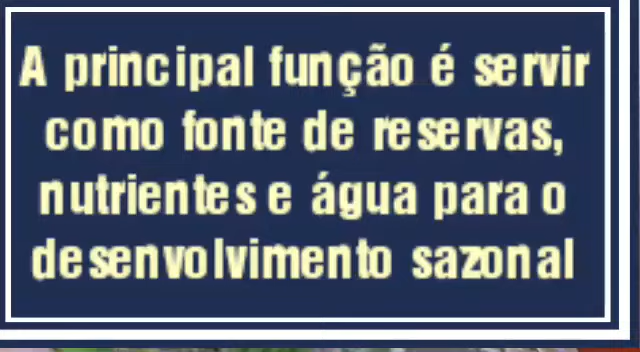 A principal função é servir
como fonte de reservas,
nutrientes e água para o
desenvolvimento sazonal